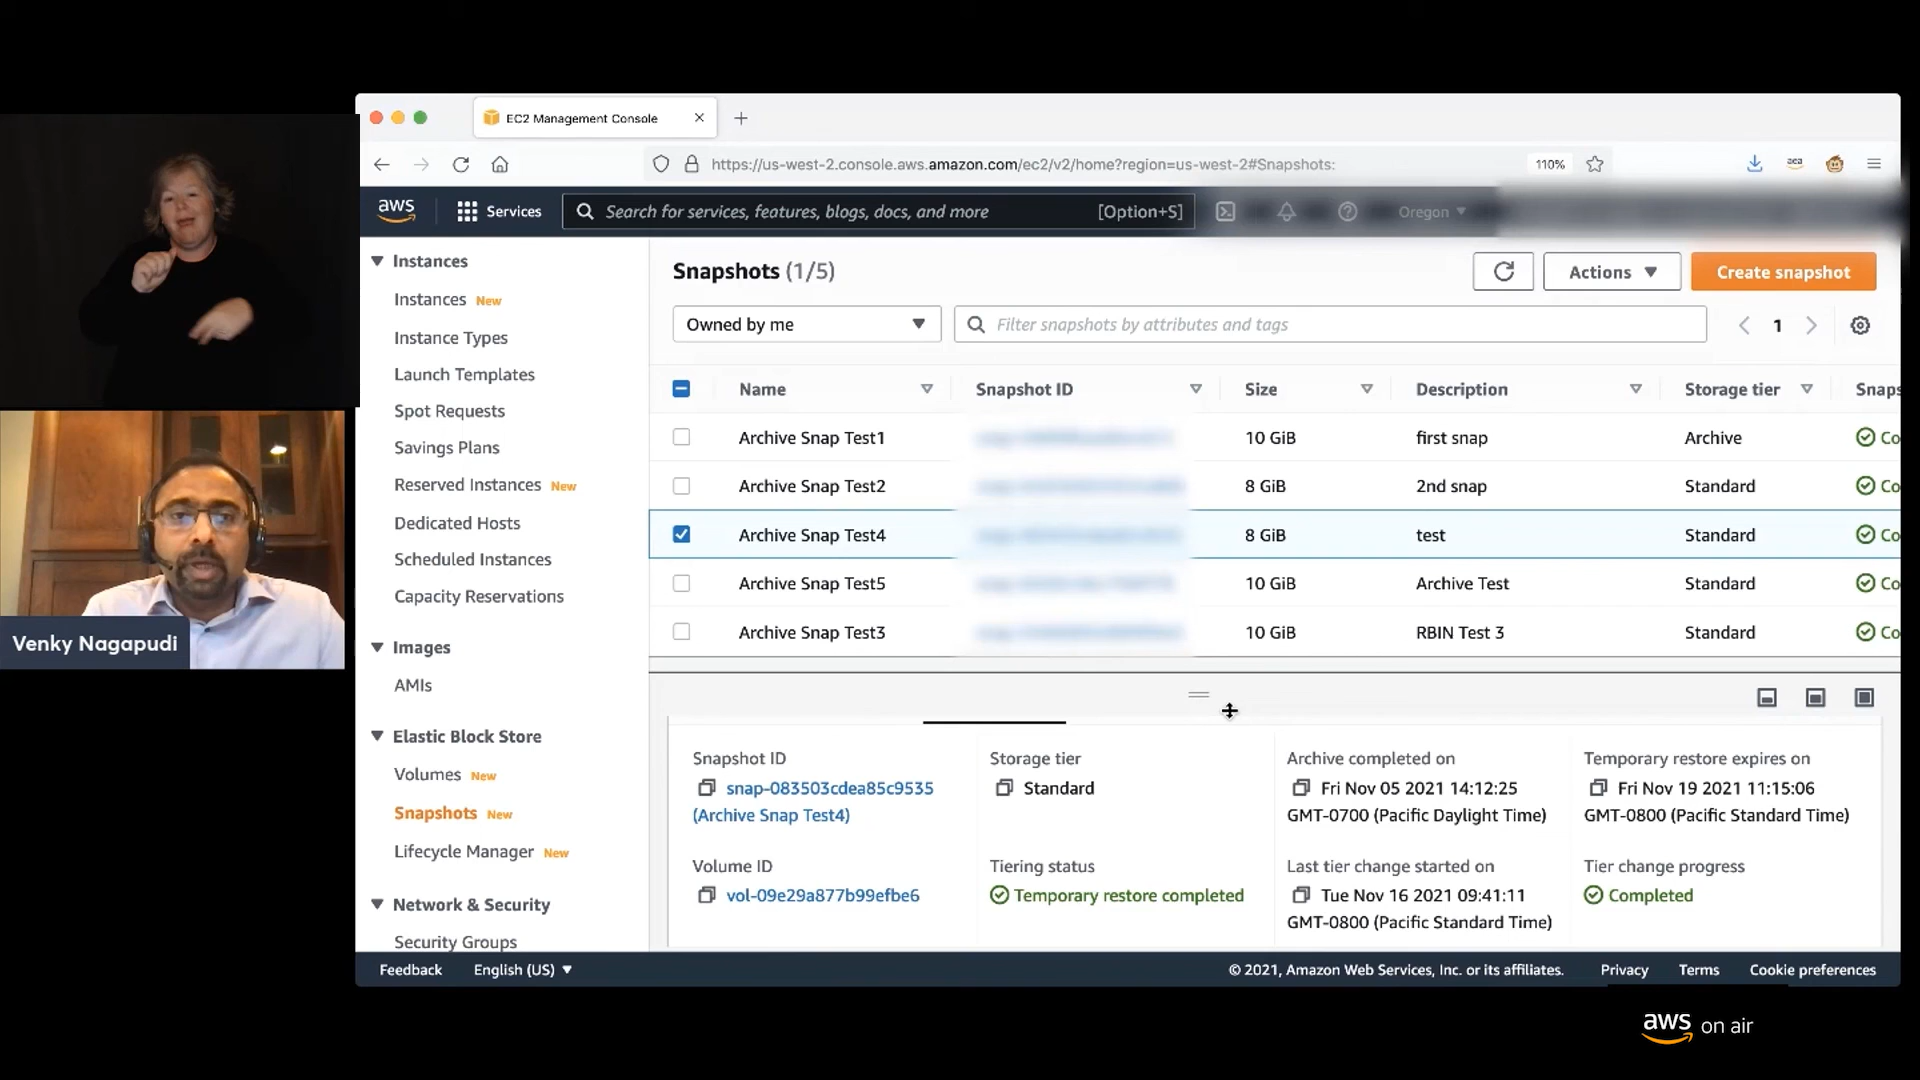 EC2 Management Console
https://us-west-2.console.aws.amazon.com/ec2/v2/home?region=us-west-2#Snapshots:
110%
aea
aws
Services
Search for services, features, blogs, docs, and more
[Option+S]
Oregon
Instances
Instances New
Instance Types
Launch Templates
Spot Requests
Savings Plans
Reserved Instances New
Dedicated Hosts
Scheduled Instances
Capacity Reservations
Images
AMIs
Elastic Block Store
Volumes New
Snapshots New
Lifecycle Manager New
Network & Security
Security Groups
Snapshots (1/5)
Actions
Create snapshot
Owned by me
Filter snapshots by attributes and tags
1
Name Snapshot ID Size Description Storage tier Snaps
Archive Snap Test1 10 GiB first snap Archive Co
Archive Snap Test2 8 GiB 2nd snap Standard Co
Archive Snap Test4 8 GiB test Standard Co
Archive Snap Test5 10 GiB Archive Test Standard Co
Archive Snap Test3 10 GiB RBIN Test 3 Standard Co
Snapshot ID
snap-083503cdea85c9535
(Archive Snap Test4)
Storage tier
Standard
Archive completed on
Fri Nov 05 2021 14:12:25
GMT-0700 (Pacific Daylight Time)
Temporary restore expires on
Fri Nov 19 2021 11:15:06
GMT-0800 (Pacific Standard Time)
Volume ID
vol-09e29a877b99efbe6
Tiering status
Temporary restore completed
Last tier change started on
Tue Nov 16 2021 09:41:11
GMT-0800 (Pacific Standard Time)
Tier change progress
Completed
Feedback
English (US)
© 2021, Amazon Web Services, Inc. or its affiliates.
Privacy
Terms
Cookie preferences
Venky Nagapudi
aws on air